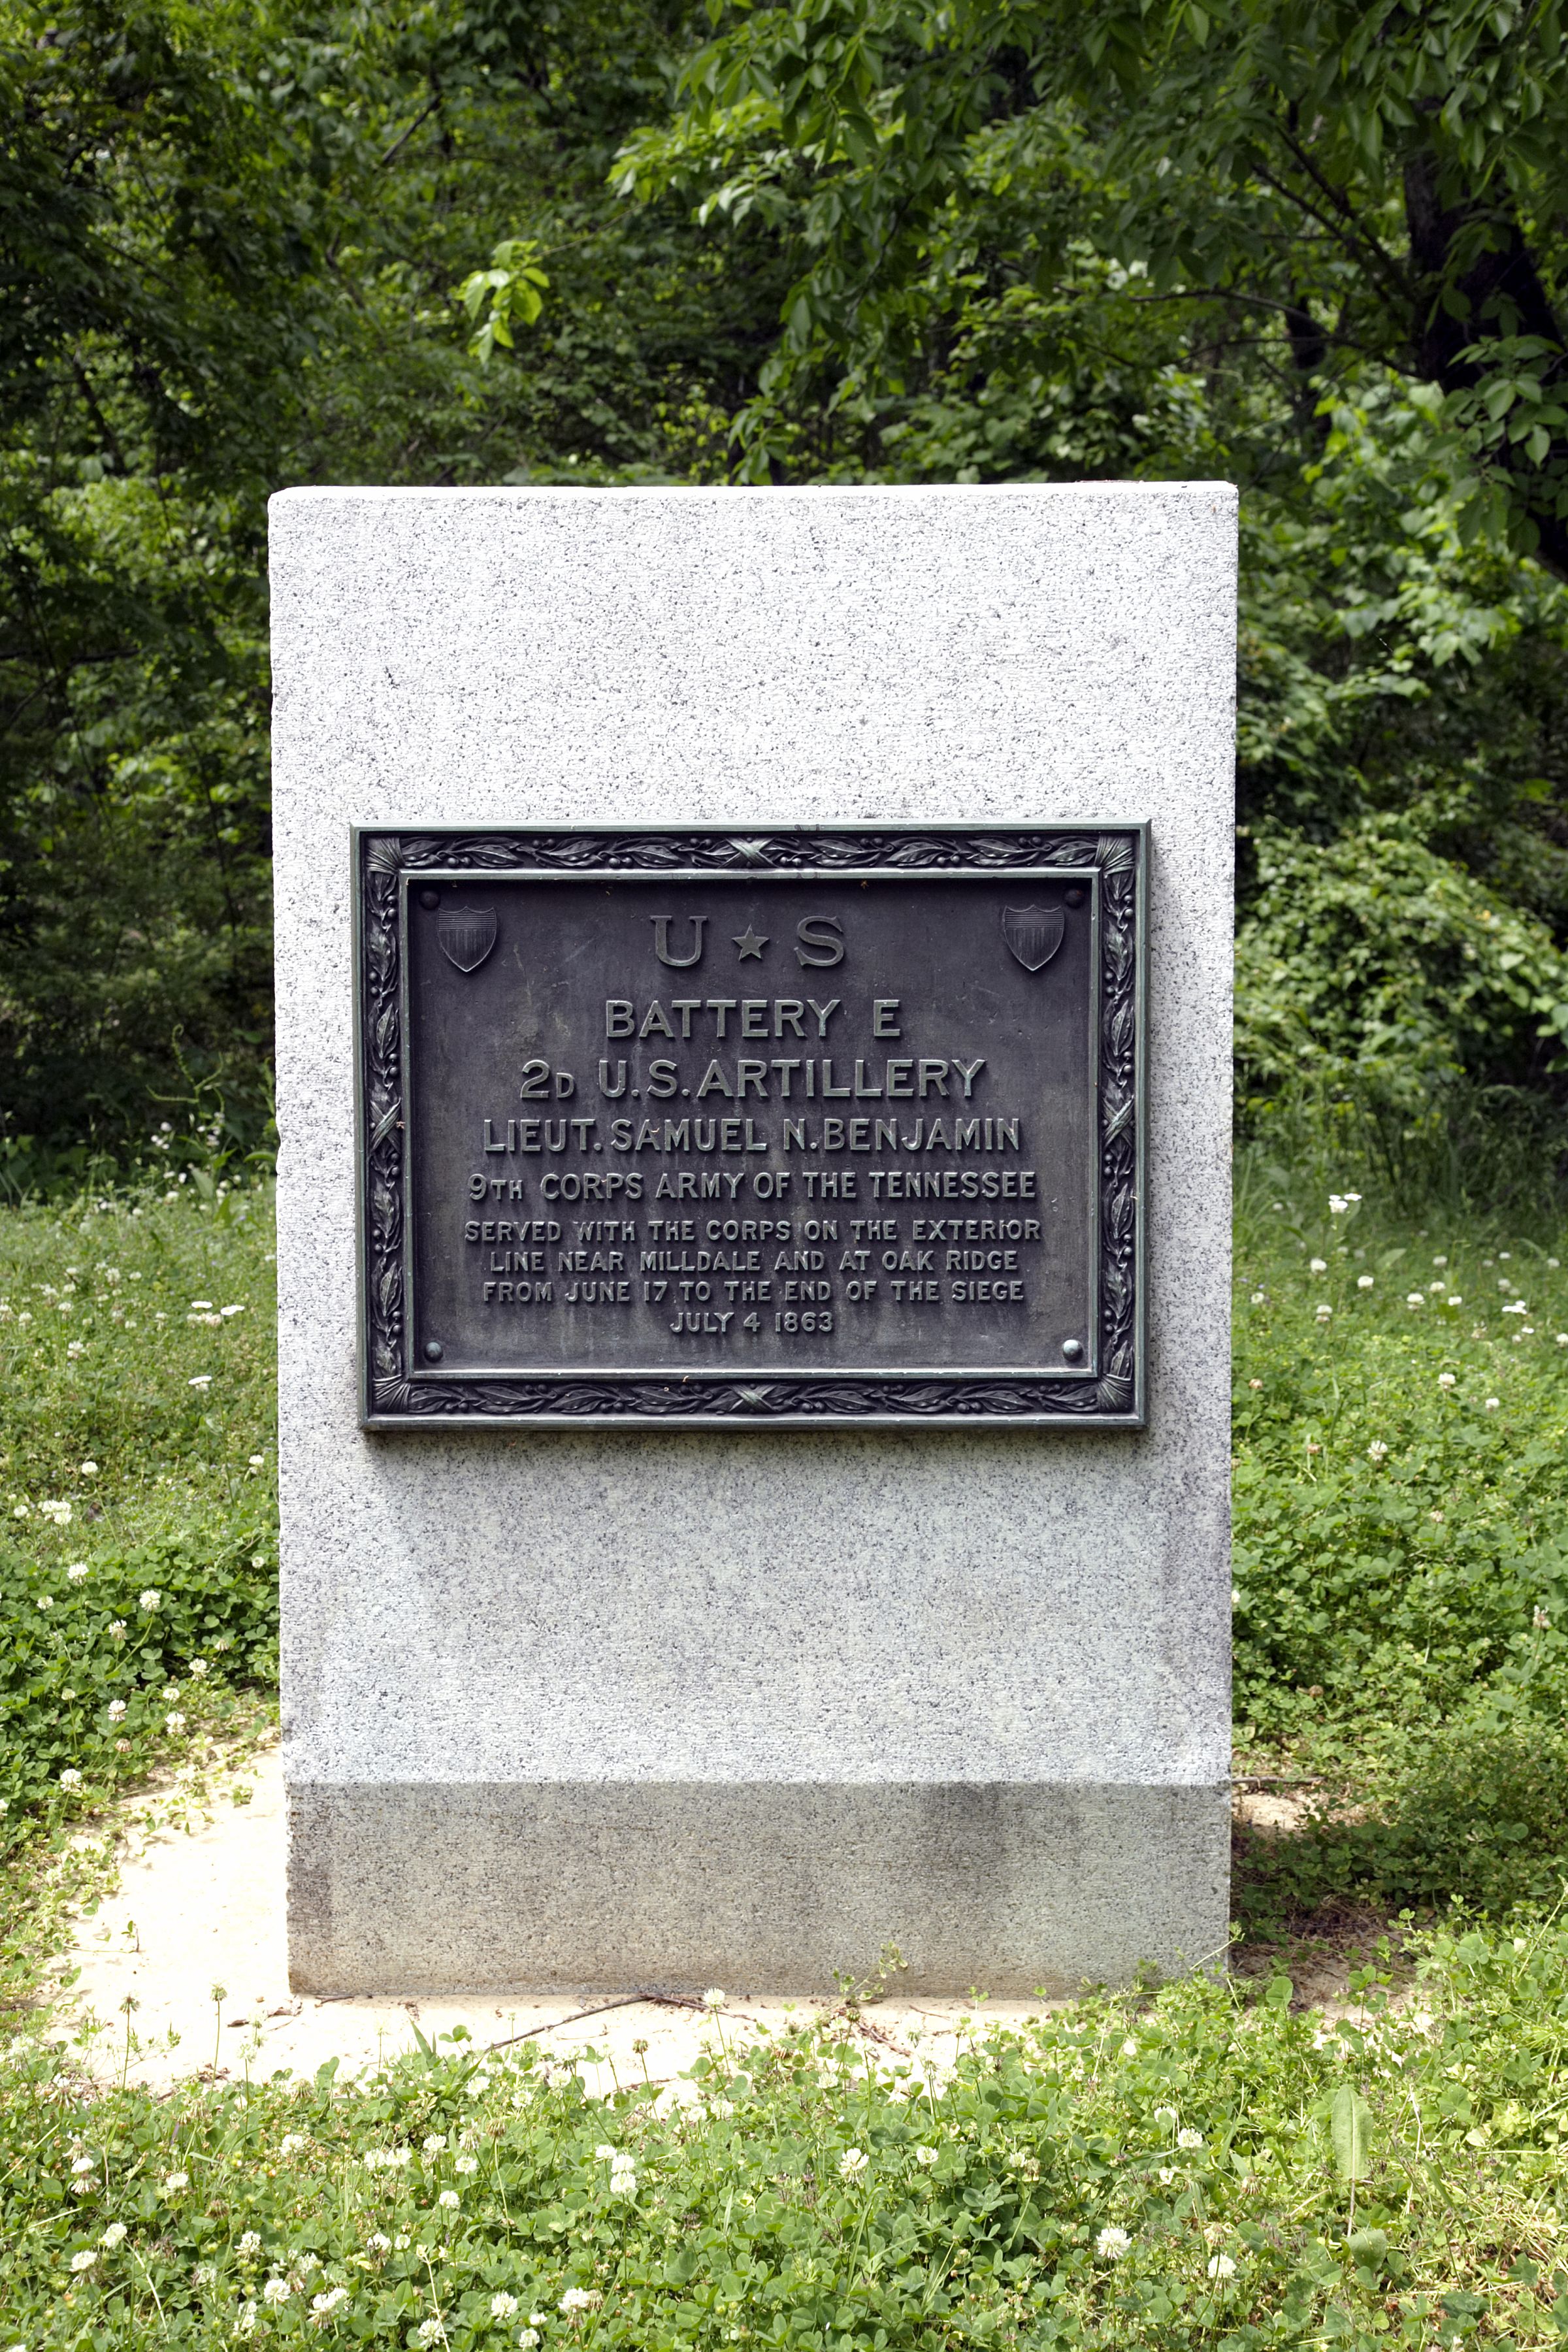 U ★ S
BATTERY E
2D U.S. ARTILLERY
LIEUT. SAMUEL N. BENJAMIN
9TH CORPS ARMY OF THE TENNESSEE
SERVED WITH THE CORPS ON THE EXTERIOR
LINE NEAR MILLDALE AND AT OAK RIDGE
FROM JUNE 17 TO THE END OF THE SIEGE
JULY 4 1863